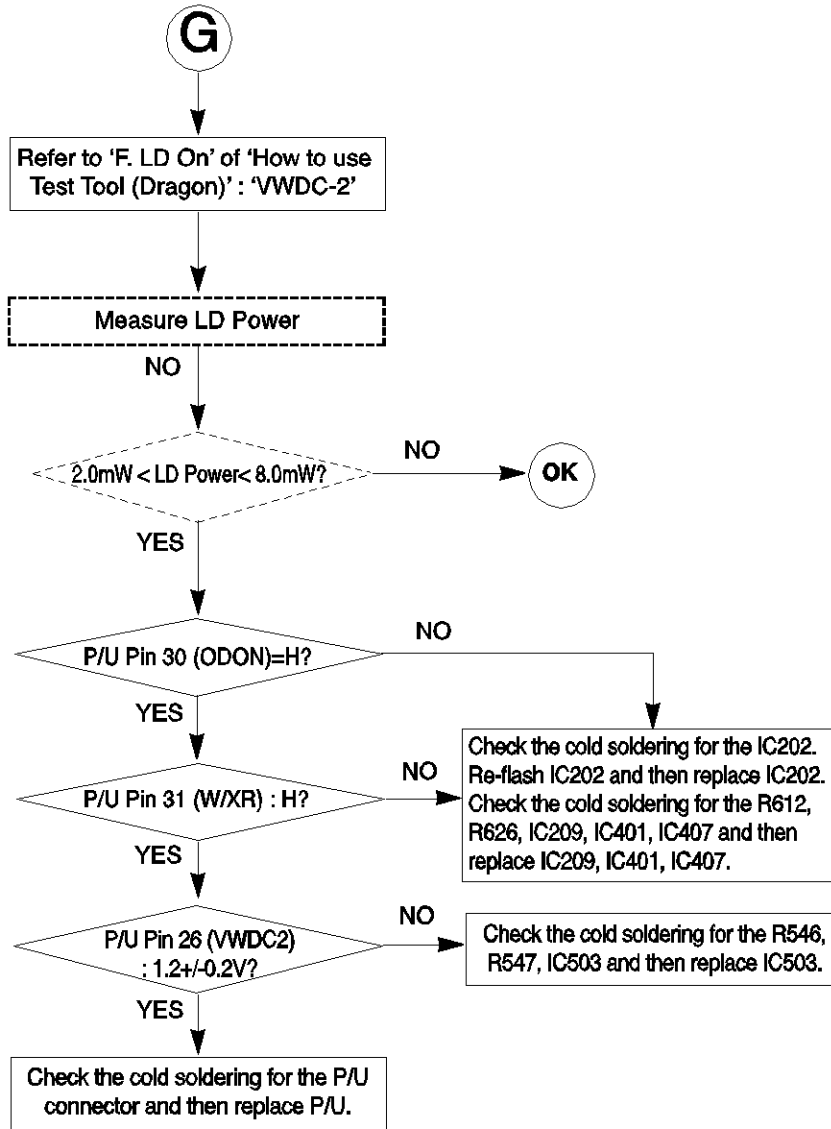 G
Refer to ‘F. LD On’ of ‘How to use
Test Tool (Dragon)’ : ‘VWDC-2’
Measure LD Power
NO
2.0mW < LD Power< 8.0mW?
NO
OK
YES
P/U Pin 30 (ODON)=H?
NO
YES
P/U Pin 31 (W/XR) : H?
NO
Check the cold soldering for the IC202.
Re-flash IC202 and then replace IC202.
Check the cold soldering for the R612,
R626, IC209, IC401, IC407 and then
replace IC209, IC401, IC407.
YES
P/U Pin 26 (VWDC2)
: 1.2+/-0.2V?
NO
Check the cold soldering for the R546,
R547, IC503 and then replace IC503.
YES
Check the cold soldering for the P/U
connector and then replace P/U.